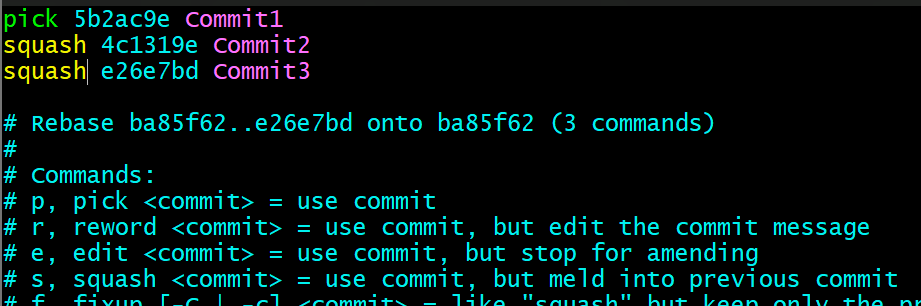 pick 5b2ac9e Commit1
squash 4c1319e Commit2
squash e26e7bd Commit3
# Rebase ba85f62..e26e7bd onto ba85f62 (3 commands)
#
# Commands:
# p, pick <commit> = use commit
# r, reword <commit> = use commit, but edit the commit message
# e, edit <commit> = use commit, but stop for amending
# s, squash <commit> = use commit, but meld into previous commit
# f, fixup [-C | -c] <commit> = like "squash" but keep only the